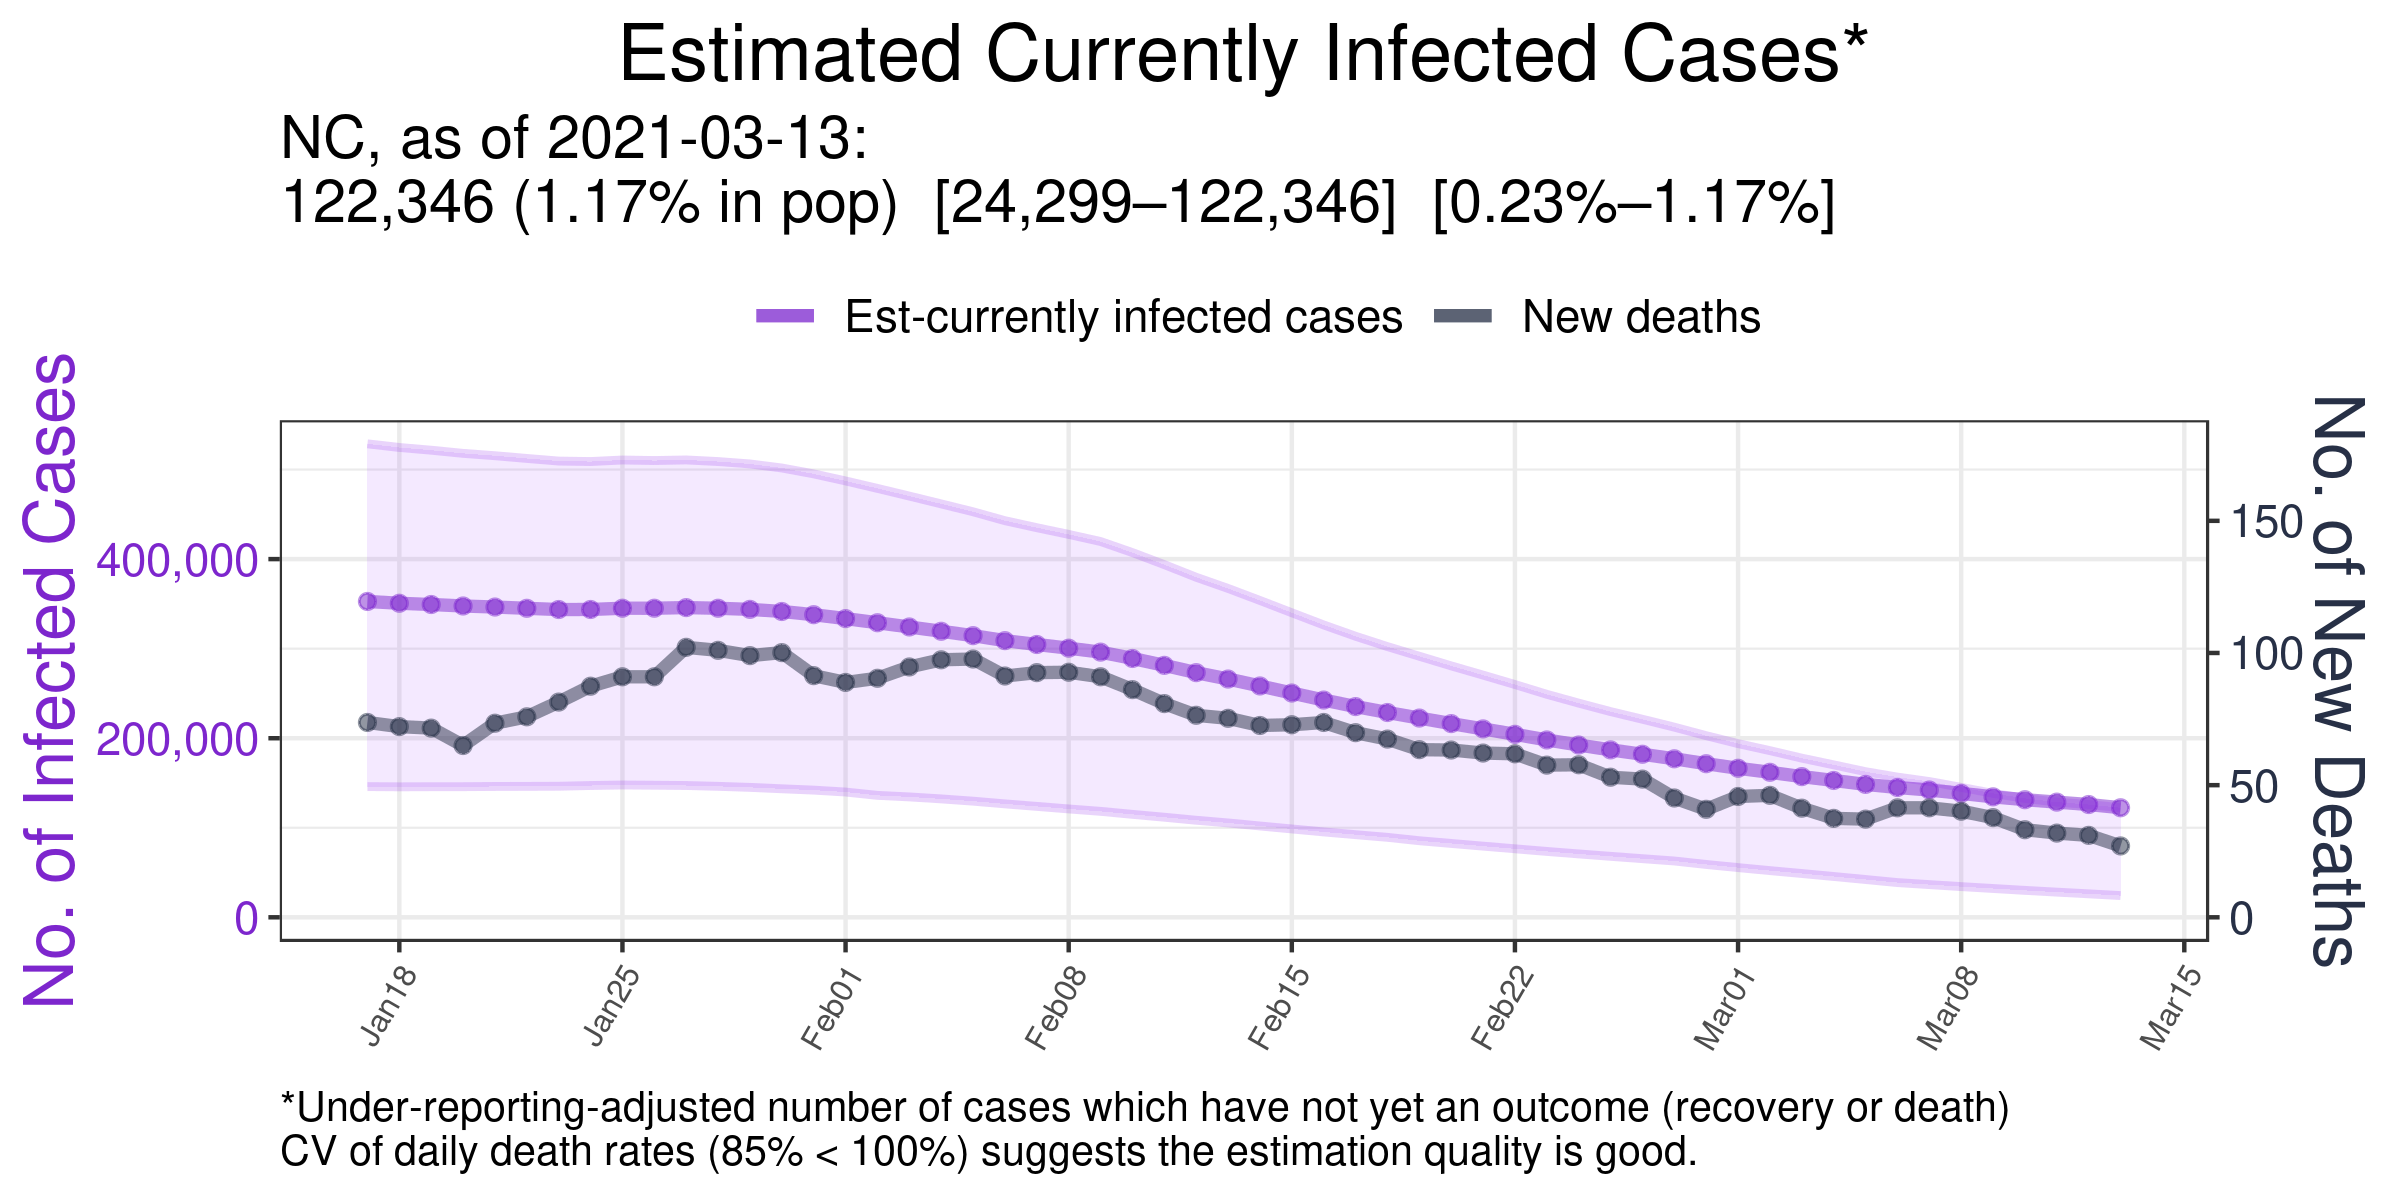 Estimated Currently Infected Cases*
NC, as of 2021-03-13:
122,346 (1.17% in pop) [24,299–122,346] [0.23%–1.17%]
Est-currently infected cases
New deaths
No. of Infected Cases
400,000
200,000
0
No. of New Deaths
150
100
50
0
Jan18
Jan25
Feb01
Feb08
Feb15
Feb22
Mar01
Mar08
Mar15
*Under-reporting-adjusted number of cases which have not yet an outcome (recovery or death)
CV of daily death rates (85% < 100%) suggests the estimation quality is good.